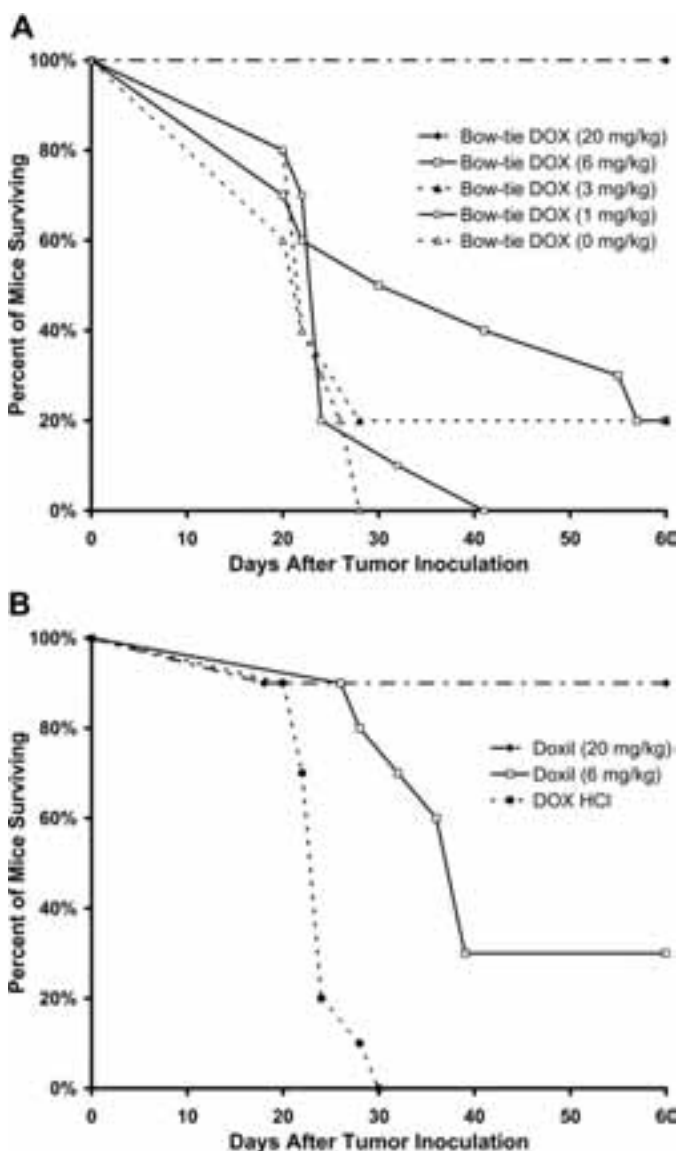 A
100%
80%
60%
40%
20%
0%
Percent of Mice Surviving
Bow-tie DOX (20 mg/kg)
Bow-tie DOX (6 mg/kg)
Bow-tie DOX (3 mg/kg)
Bow-tie DOX (1 mg/kg)
Bow-tie DOX (0 mg/kg)
0 10 20 30 40 50 60
Days After Tumor Inoculation
B
100%
80%
60%
40%
20%
0%
Percent of Mice Surviving
Doxil (20 mg/kg)
Doxil (6 mg/kg)
DOX HCl
0 10 20 30 40 50 60
Days After Tumor Inoculation